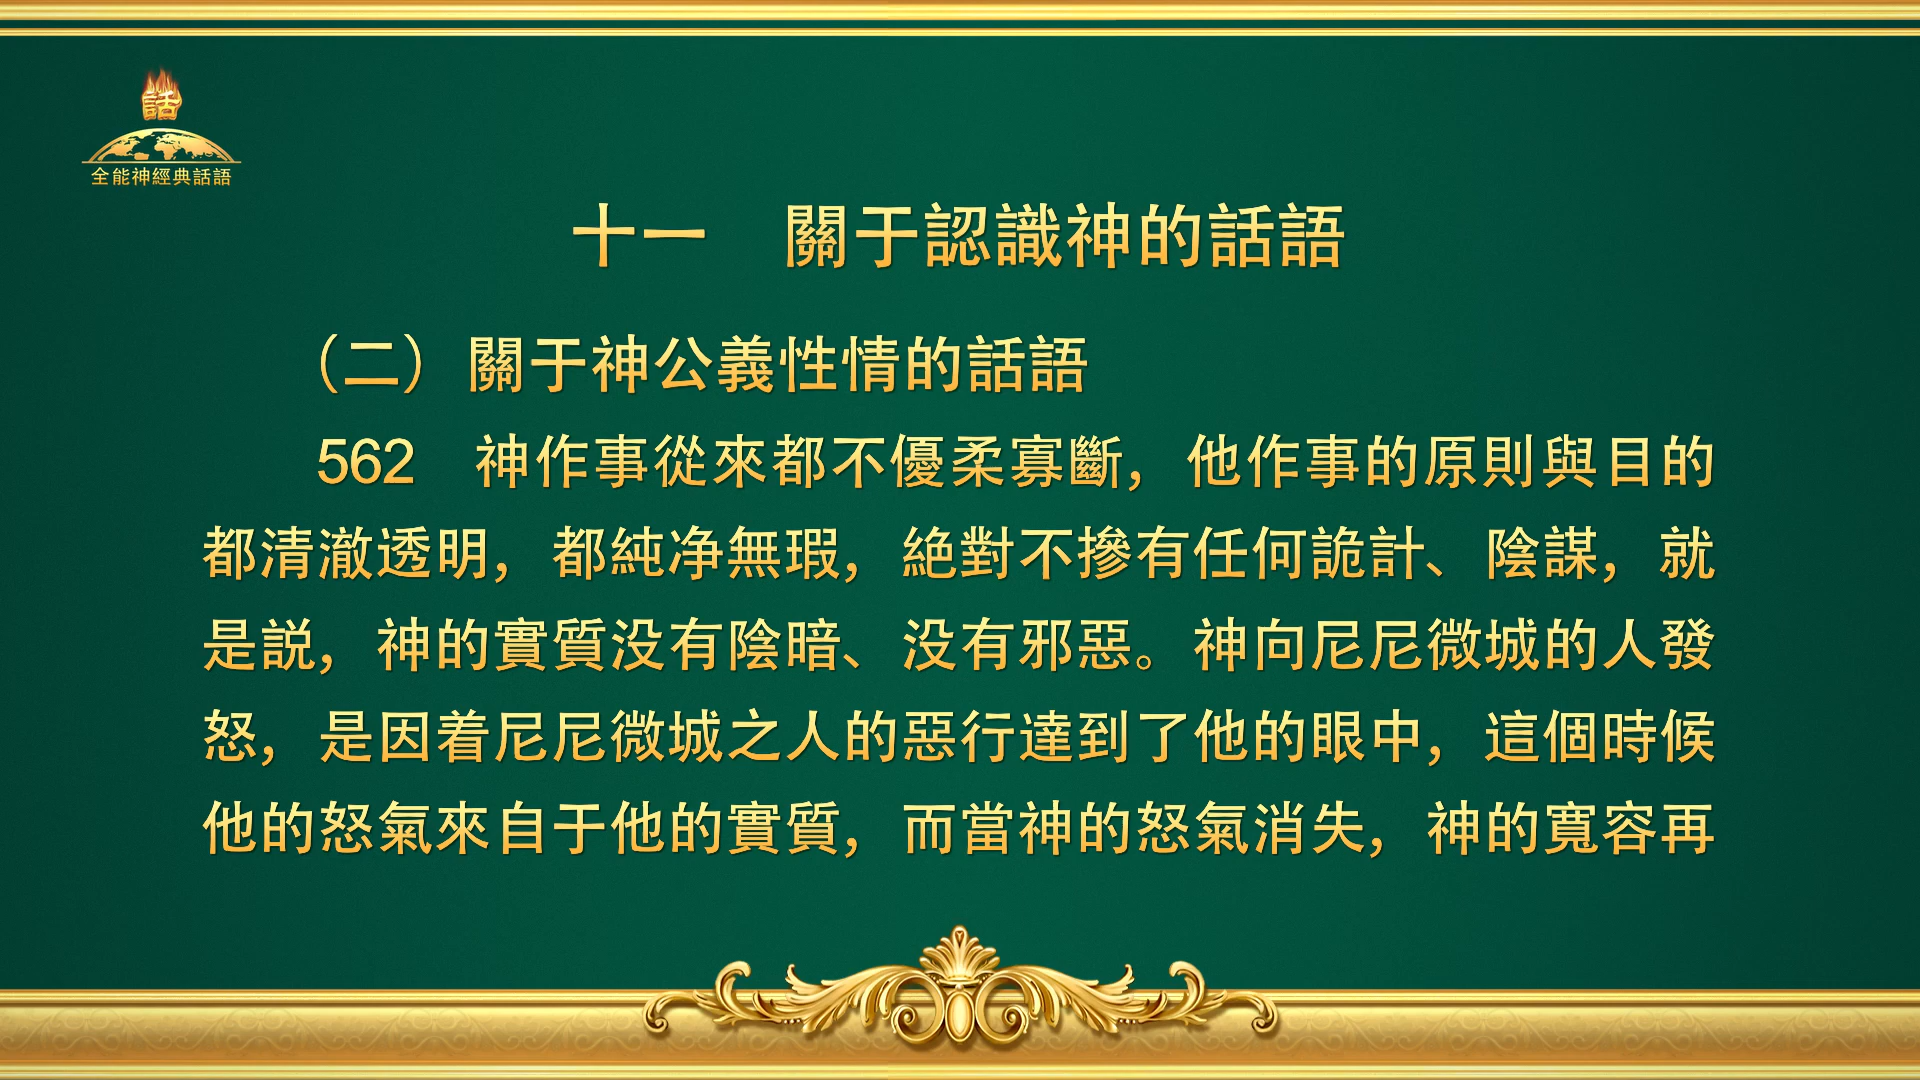 話
全能神經典話語
十一　關于認識神的話語
（二）關于神公義性情的話語
562　神作事從來都不優柔寡斷，他作事的原則與目的
都清澈透明，都純净無瑕，絶對不摻有任何詭計、陰謀，就
是説，神的實質没有陰暗、没有邪惡。神向尼尼微城的人發
怒，是因着尼尼微城之人的惡行達到了他的眼中，這個時候
他的怒氣來自于他的實質，而當神的怒氣消失，神的寬容再